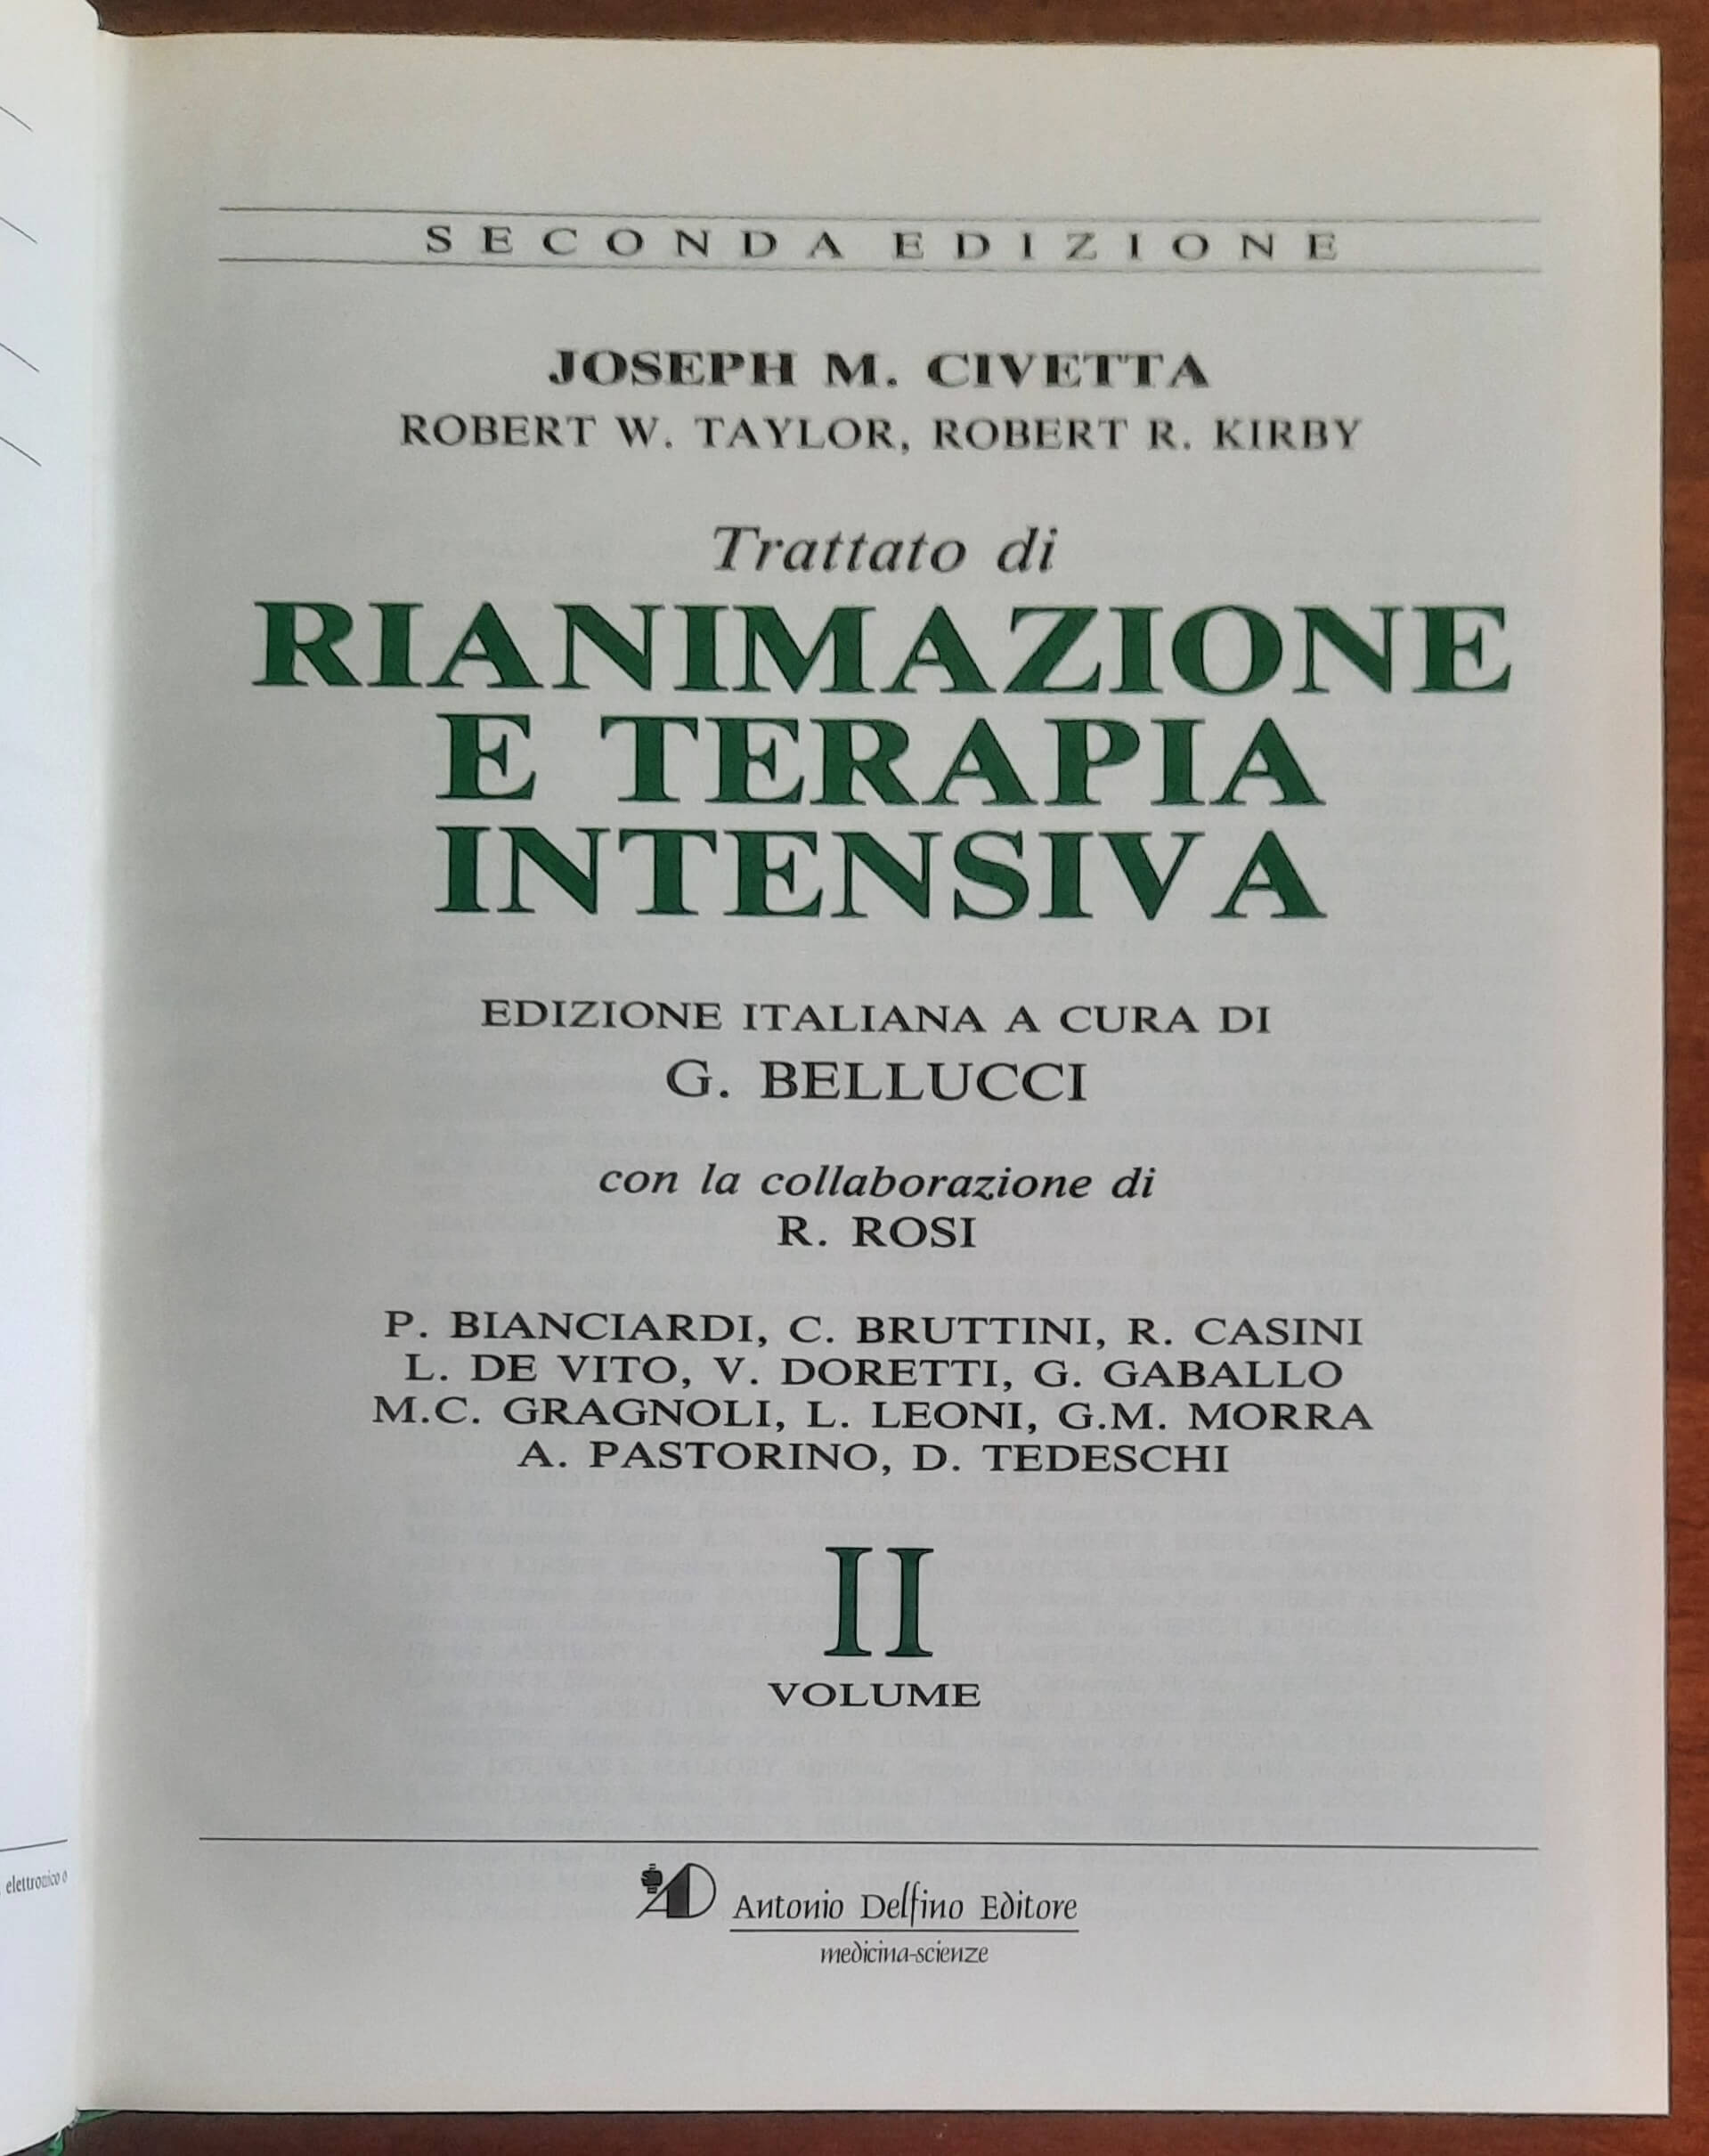 SECONDA EDIZIONE
JOSEPH M. CIVETTA
ROBERT W. TAYLOR, ROBERT R. KIRBY
Trattato di
RIANIMAZIONE
E TERAPIA
INTENSIVA
EDIZIONE ITALIANA A CURA DI
G. BELLUCCI
con la collaborazione di
R. ROSI
P. BIANCIARDI, C. BRUTTINI, R. CASINI
L. DE VITO, V. DORETTI, G. GABALLO
M.C. GRAGNOLI, L. LEONI, G.M. MORRA
A. PASTORINO, D. TEDESCHI
II
VOLUME
elettronico o
AD Antonio Delfino Editore
medicina-scienze